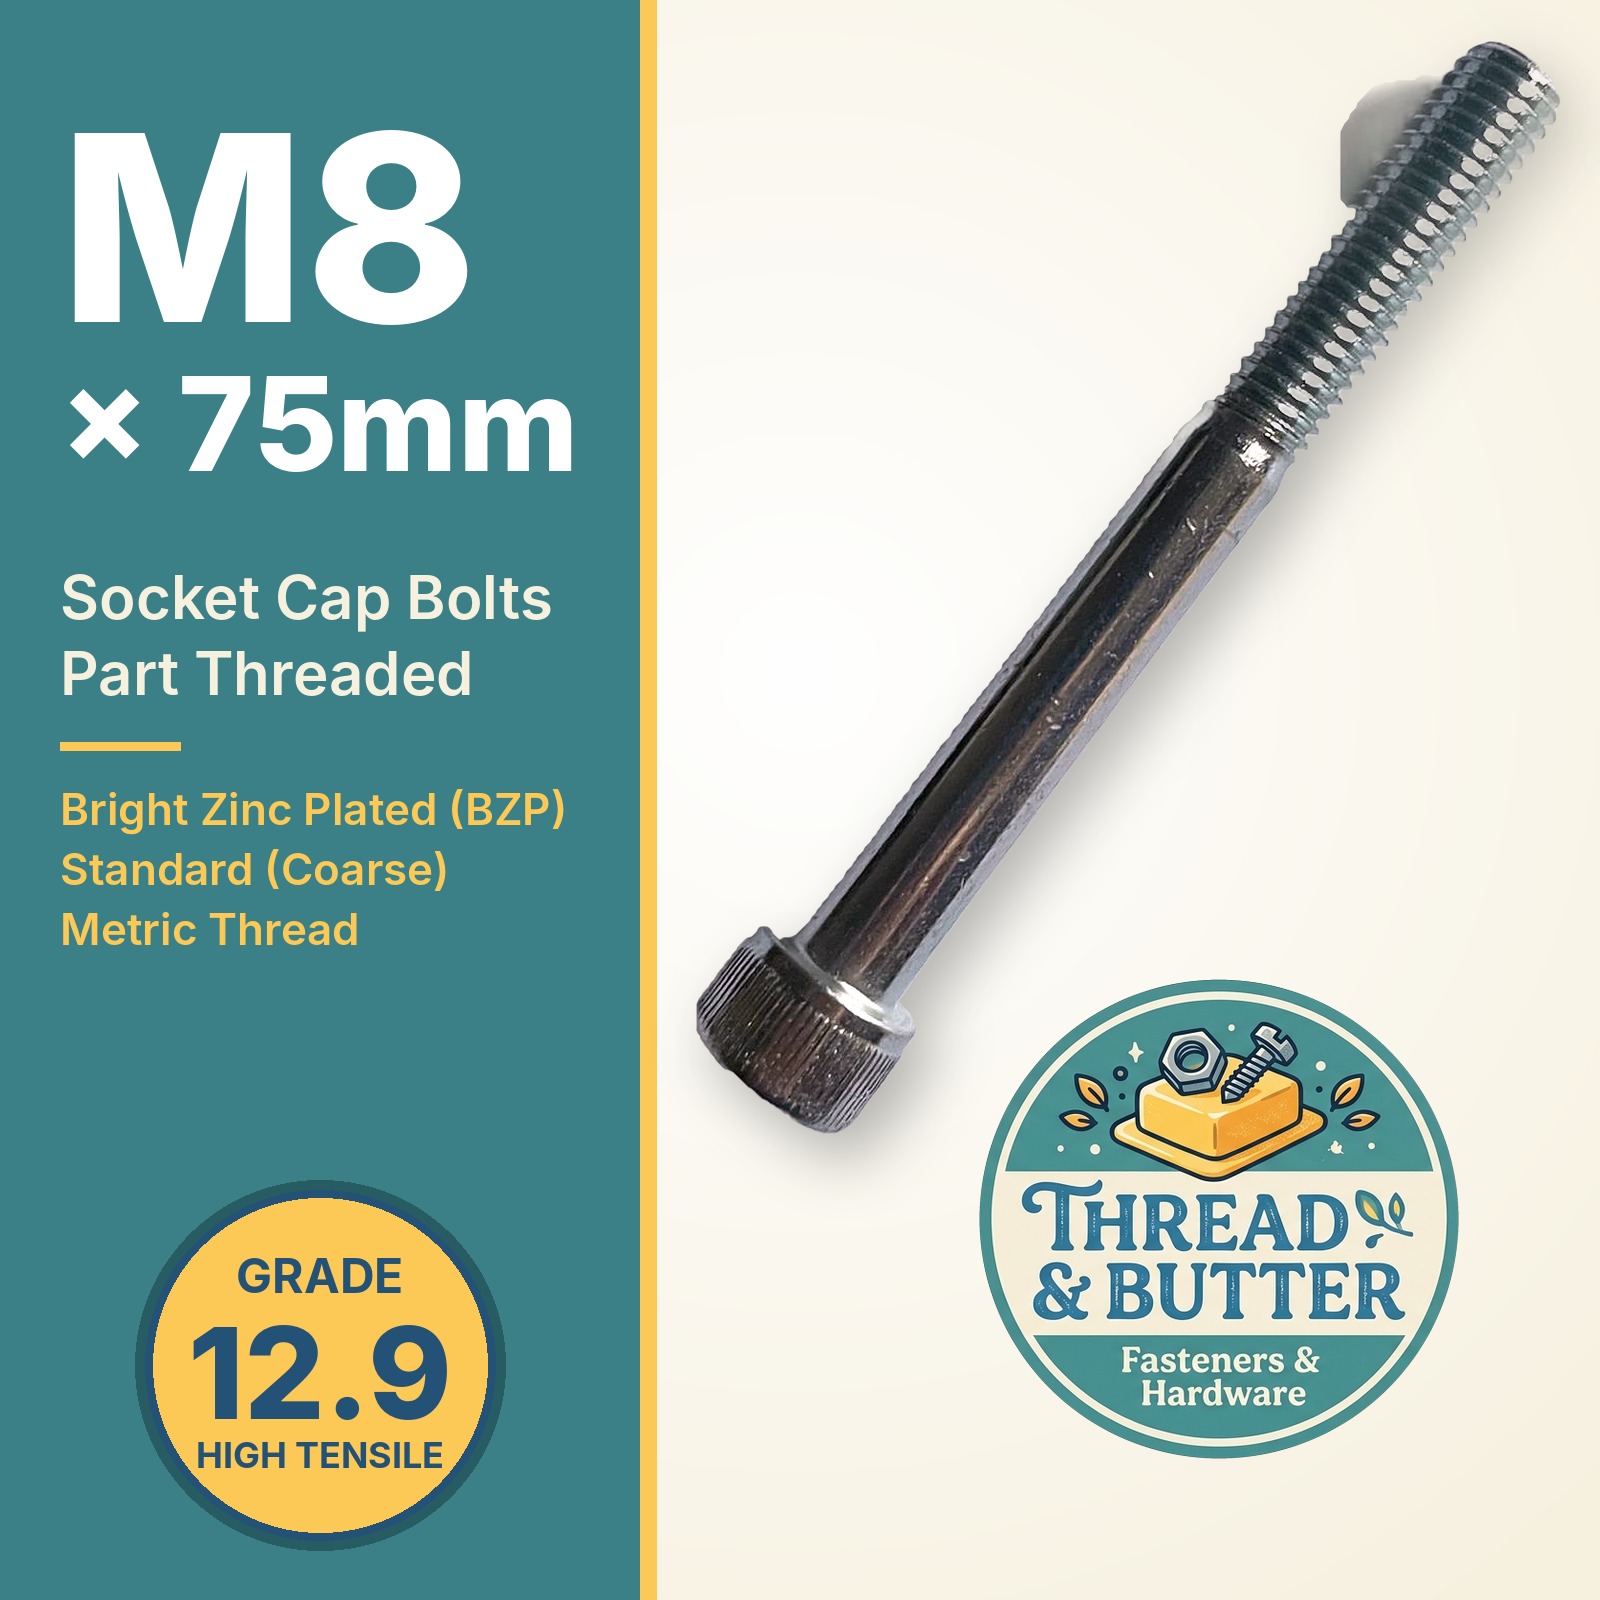 M8
× 75mm
Socket Cap Bolts
Part Threaded
Bright Zinc Plated (BZP)
Standard (Coarse)
Metric Thread
GRADE
12.9
HIGH TENSILE
THREAD
& BUTTER
Fasteners &
Hardware